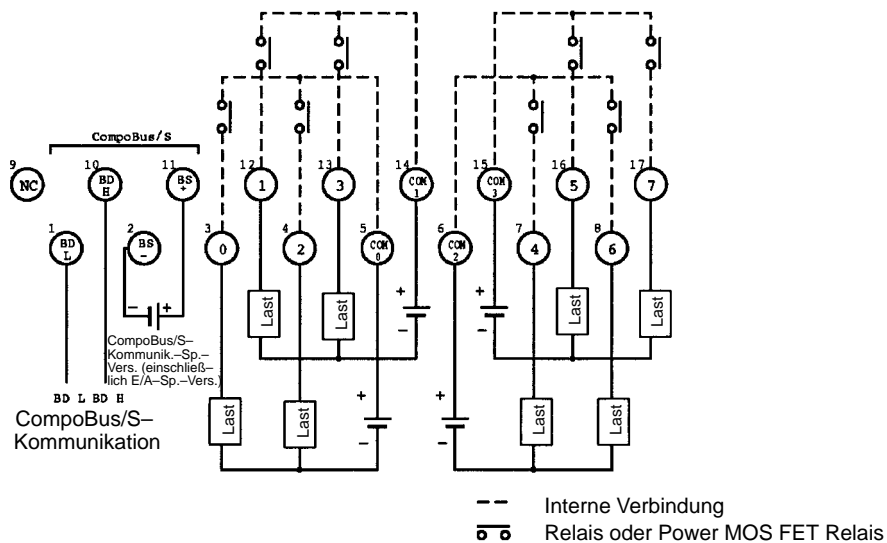 CompoBus/S
9 10 11 12 13 14 15 16 17
NC BD H BS + 1 3 COM 1 COM 3 5 7
1 2 3 4 5 6 7 8
BD L BS – 0 2 COM 0 COM 2 4 6
– +
+ –
+ –
+ –
+ –
Last Last Last Last
Last Last Last Last
CompoBus/S–
Kommunik.–Sp.–
Vers. (einschließ–
lich E/A–Sp.–Vers.)
BD L BD H
CompoBus/S–
Kommunikation
Interne Verbindung
Relais oder Power MOS FET Relais